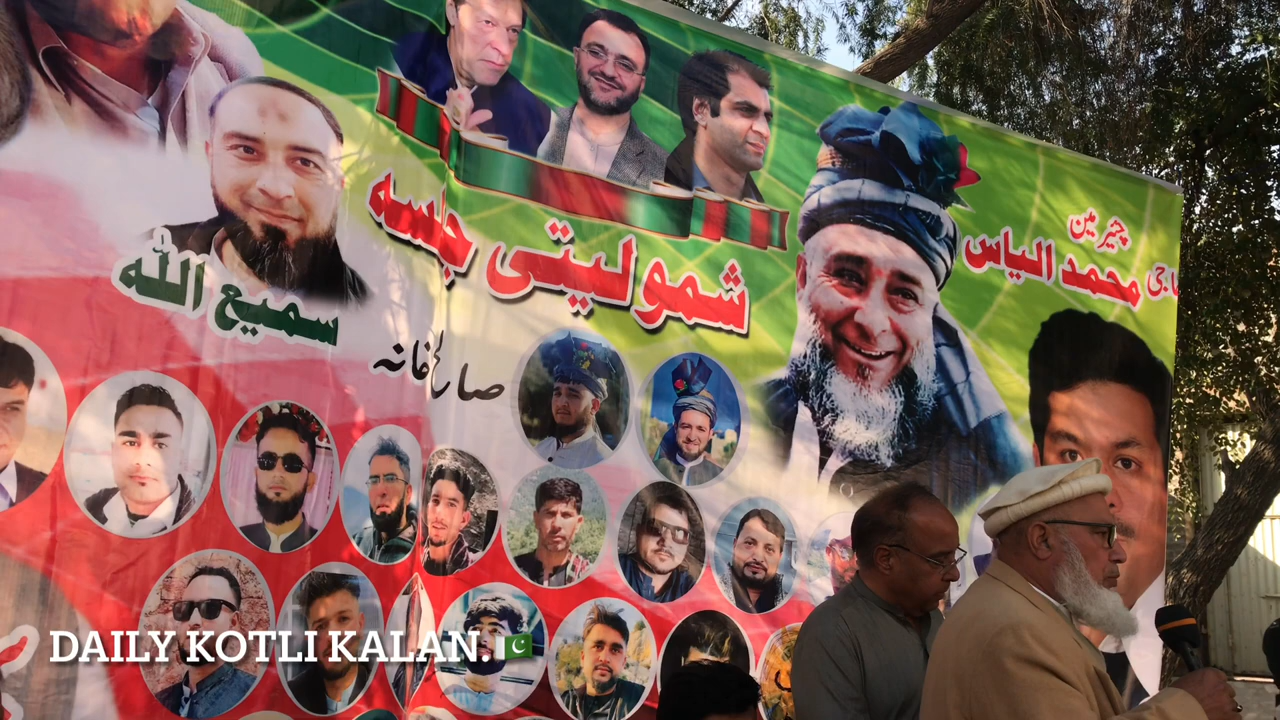 چیئرمین
حاجی محمد الیاس
شمولیتی جلسہ
سمیع اللہ
صالح خانہ
DAILY KOTLI KALAN.🇵🇰